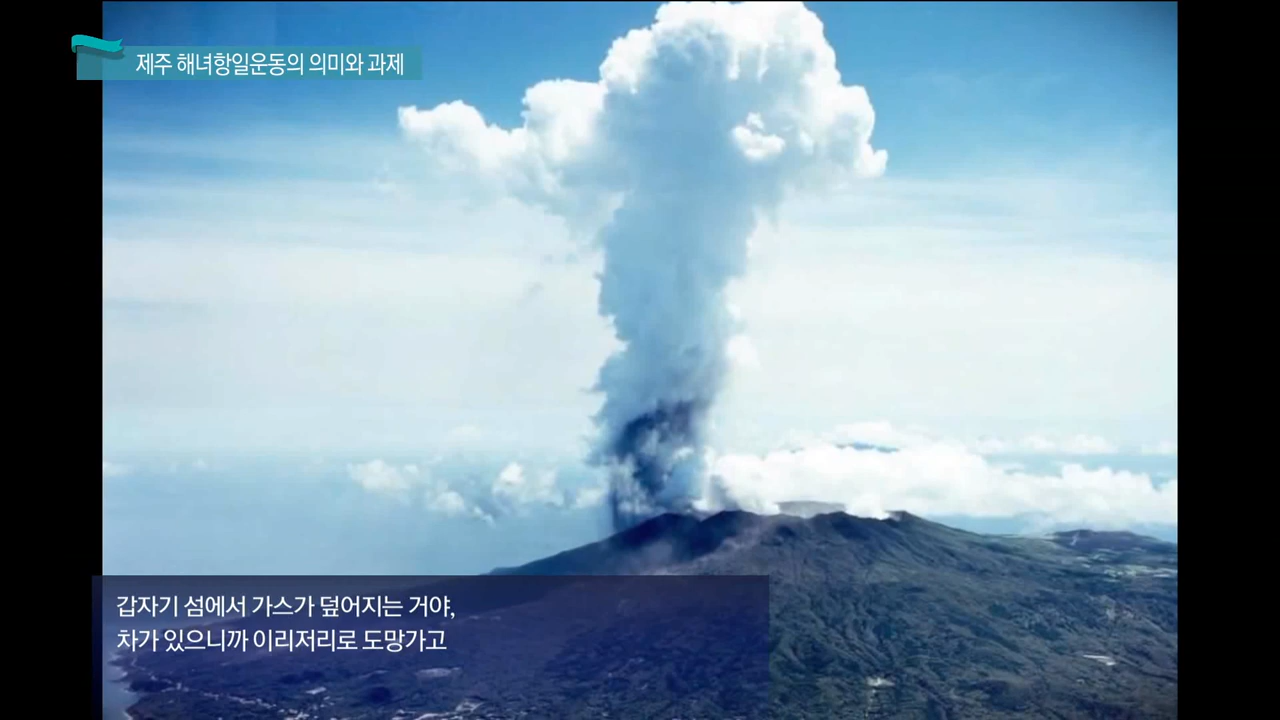 제주 해녀항일운동의 의미와 과제
갑자기 섬에서 가스가 덮어지는 거야,
차가 있으니까 이리저리로 도망가고